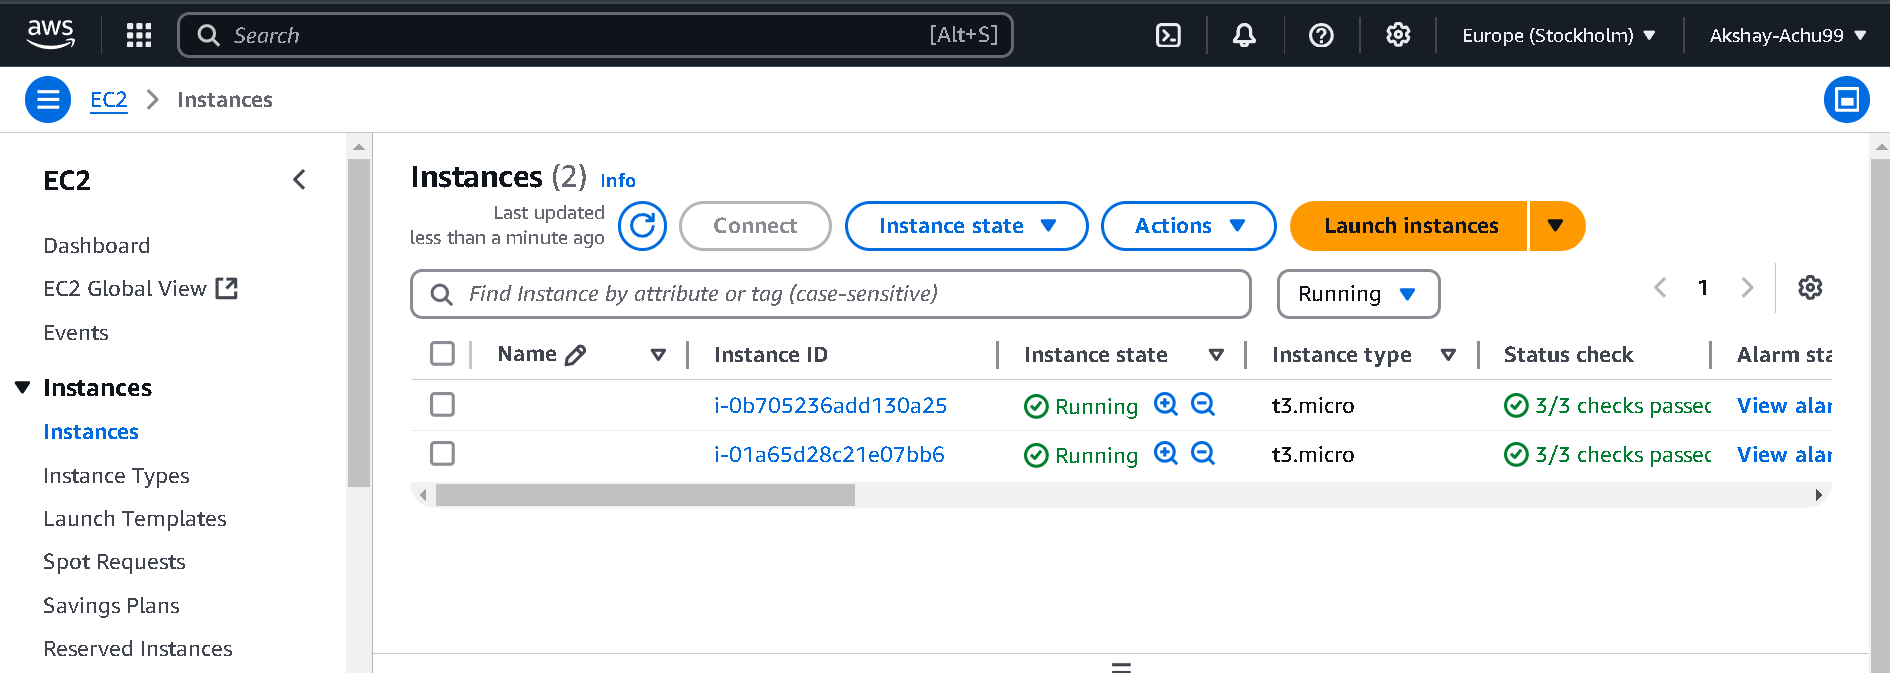 aws
Search [Alt+S]
Europe (Stockholm)
Akshay-Achu99
EC2 Instances
EC2
Dashboard
EC2 Global View
Events
Instances
Instances
Instance Types
Launch Templates
Spot Requests
Savings Plans
Reserved Instances
Instances (2) Info
Last updated
less than a minute ago
Connect
Instance state
Actions
Launch instances
Find Instance by attribute or tag (case-sensitive)
Running
1
Name Instance ID Instance state Instance type Status check Alarm sta
i-0b705236add130a25 Running t3.micro 3/3 checks passed View alar
i-01a65d28c21e07bb6 Running t3.micro 3/3 checks passed View alar